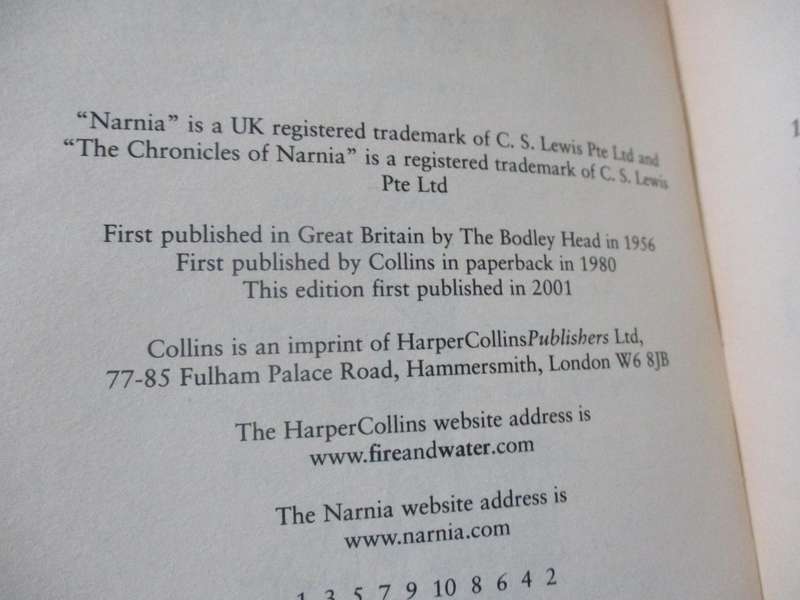 “Narnia” is a UK registered trademark of C. S. Lewis Pte Ltd and
“The Chronicles of Narnia” is a registered trademark of C. S. Lewis
Pte Ltd
First published in Great Britain by The Bodley Head in 1956
First published by Collins in paperback in 1980
This edition first published in 2001
Collins is an imprint of HarperCollinsPublishers Ltd,
77-85 Fulham Palace Road, Hammersmith, London W6 8JB
The HarperCollins website address is
www.fireandwater.com
The Narnia website address is
www.narnia.com
1 3 5 7 9 10 8 6 4 2